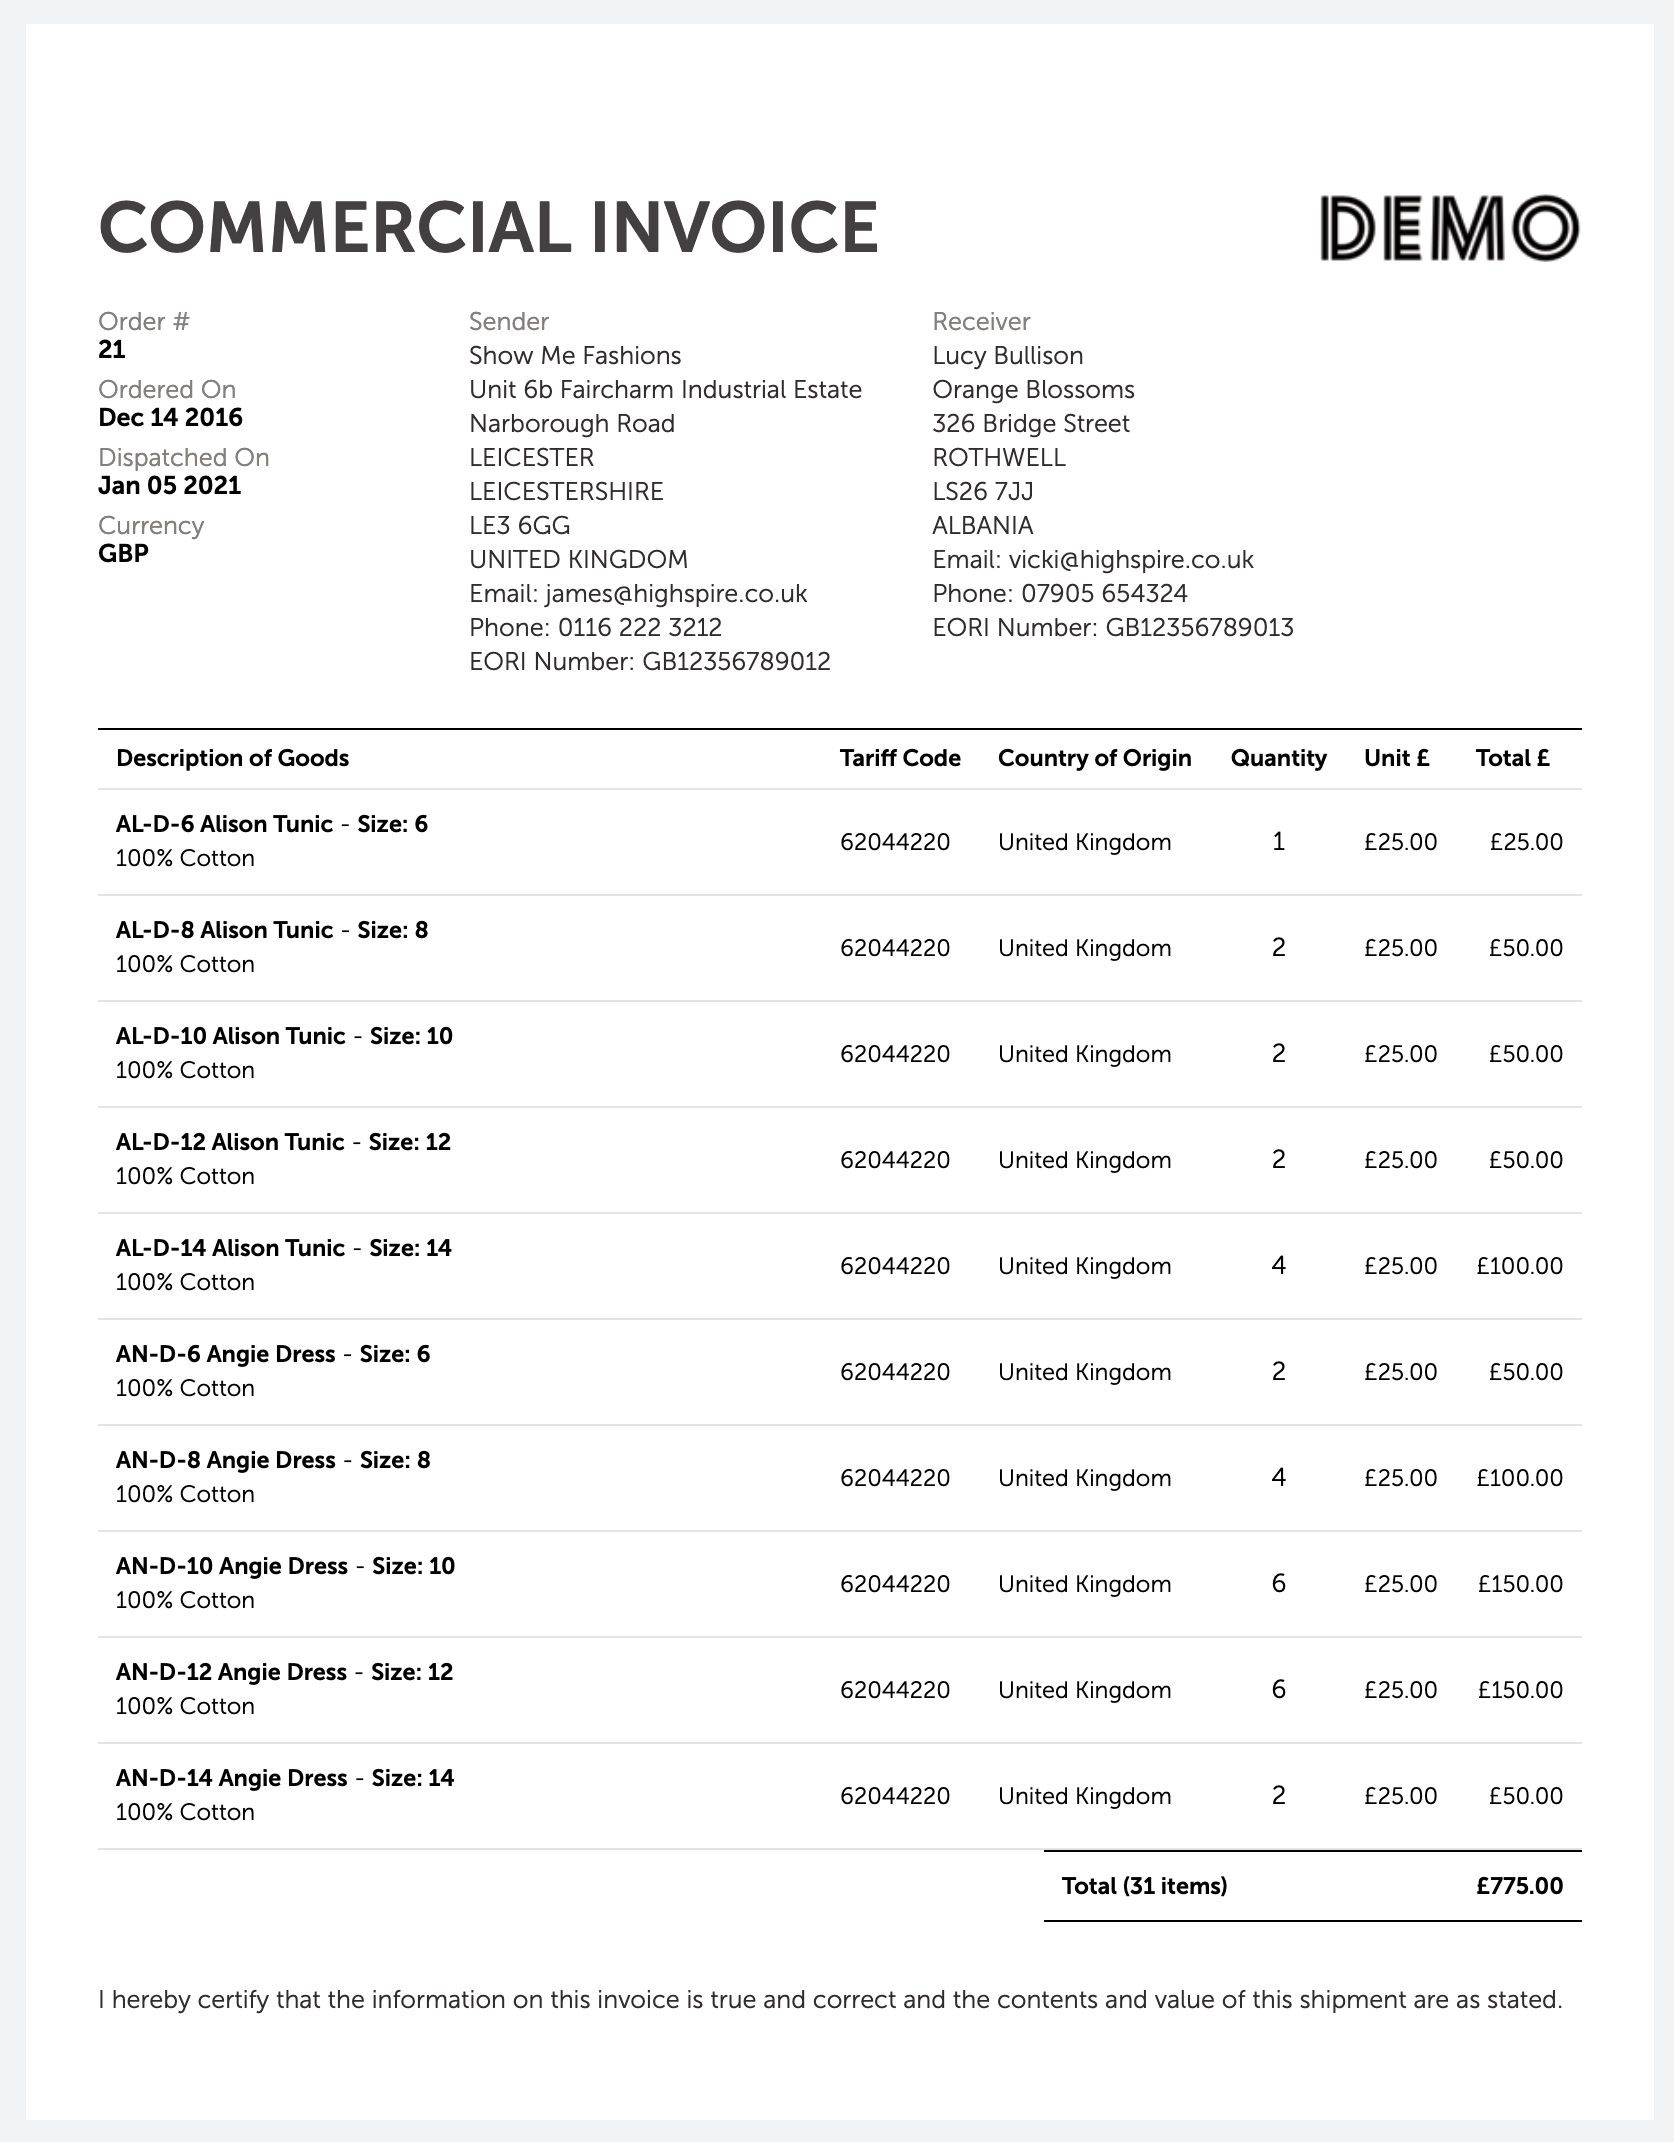 COMMERCIAL INVOICE
DEMO
Order #
21
Ordered On
Dec 14 2016
Dispatched On
Jan 05 2021
Currency
GBP
Sender
Show Me Fashions
Unit 6b Faircharm Industrial Estate
Narborough Road
LEICESTER
LEICESTERSHIRE
LE3 6GG
UNITED KINGDOM
Email: james@highspire.co.uk
Phone: 0116 222 3212
EORI Number: GB12356789012
Receiver
Lucy Bullison
Orange Blossoms
326 Bridge Street
ROTHWELL
LS26 7JJ
ALBANIA
Email: vicki@highspire.co.uk
Phone: 07905 654324
EORI Number: GB12356789013
Description of Goods Tariff Code Country of Origin Quantity Unit £ Total £
AL-D-6 Alison Tunic - Size: 6
100% Cotton
62044220 United Kingdom 1 £25.00 £25.00
AL-D-8 Alison Tunic - Size: 8
100% Cotton
62044220 United Kingdom 2 £25.00 £50.00
AL-D-10 Alison Tunic - Size: 10
100% Cotton
62044220 United Kingdom 2 £25.00 £50.00
AL-D-12 Alison Tunic - Size: 12
100% Cotton
62044220 United Kingdom 2 £25.00 £50.00
AL-D-14 Alison Tunic - Size: 14
100% Cotton
62044220 United Kingdom 4 £25.00 £100.00
AN-D-6 Angie Dress - Size: 6
100% Cotton
62044220 United Kingdom 2 £25.00 £50.00
AN-D-8 Angie Dress - Size: 8
100% Cotton
62044220 United Kingdom 4 £25.00 £100.00
AN-D-10 Angie Dress - Size: 10
100% Cotton
62044220 United Kingdom 6 £25.00 £150.00
AN-D-12 Angie Dress - Size: 12
100% Cotton
62044220 United Kingdom 6 £25.00 £150.00
AN-D-14 Angie Dress - Size: 14
100% Cotton
62044220 United Kingdom 2 £25.00 £50.00
Total (31 items) £775.00
I hereby certify that the information on this invoice is true and correct and the contents and value of this shipment are as stated.